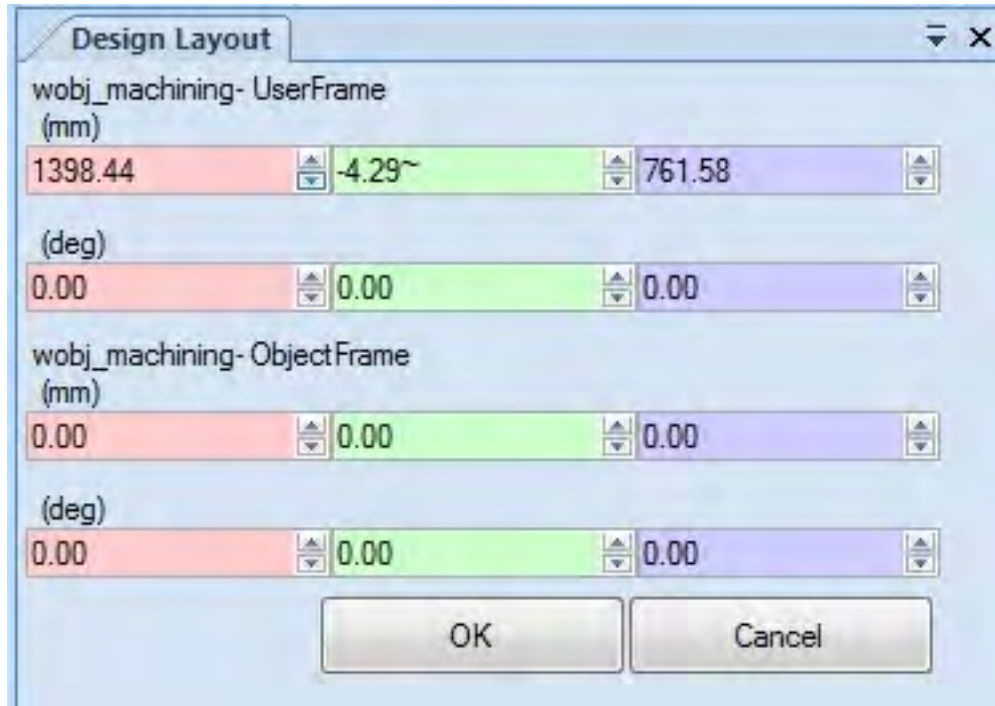 Design Layout
wobj_machining- UserFrame
(mm)
1398.44 -4.29~ 761.58
(deg)
0.00 0.00 0.00
wobj_machining- ObjectFrame
(mm)
0.00 0.00 0.00
(deg)
0.00 0.00 0.00
OK Cancel